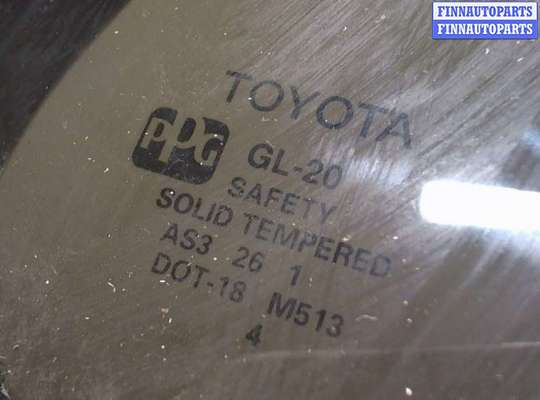 FINNAUTOPARTS
FINNAUTOPARTS
TOYOTA
PPG GL-20
SAFETY
SOLID TEMPERED
AS3 26 1
DOT-18 M513
4